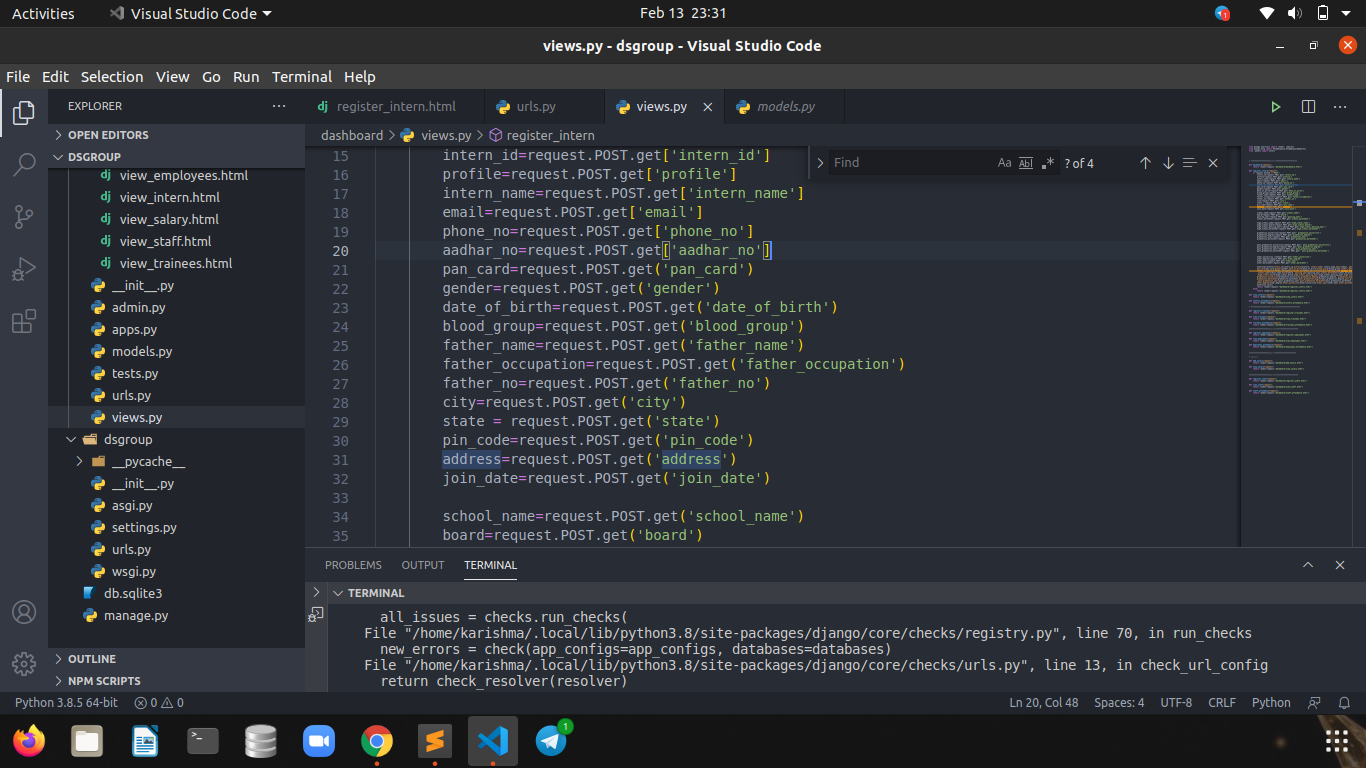 Activities Visual Studio Code Feb 13 23:31 1
views.py - dsgroup - Visual Studio Code
File Edit Selection View Go Run Terminal Help
EXPLORER
OPEN EDITORS
DSGROUP
view_employees.html
view_intern.html
view_salary.html
view_staff.html
view_trainees.html
__init__.py
admin.py
apps.py
models.py
tests.py
urls.py
views.py
dsgroup
__pycache__
__init__.py
asgi.py
settings.py
urls.py
wsgi.py
db.sqlite3
manage.py
OUTLINE
NPM SCRIPTS
dj register_intern.html urls.py views.py models.py
dashboard > views.py > register_intern
Find Aa Abl .* ? of 4
15 intern_id=request.POST.get['intern_id']
16 profile=request.POST.get['profile']
17 intern_name=request.POST.get['intern_name']
18 email=request.POST.get['email']
19 phone_no=request.POST.get['phone_no']
20 aadhar_no=request.POST.get['aadhar_no']
21 pan_card=request.POST.get('pan_card')
22 gender=request.POST.get('gender')
23 date_of_birth=request.POST.get('date_of_birth')
24 blood_group=request.POST.get('blood_group')
25 father_name=request.POST.get('father_name')
26 father_occupation=request.POST.get('father_occupation')
27 father_no=request.POST.get('father_no')
28 city=request.POST.get('city')
29 state = request.POST.get('state')
30 pin_code=request.POST.get('pin_code')
31 address=request.POST.get('address')
32 join_date=request.POST.get('join_date')
33
34 school_name=request.POST.get('school_name')
35 board=request.POST.get('board')
PROBLEMS OUTPUT TERMINAL
TERMINAL
all_issues = checks.run_checks(
File "/home/karishma/.local/lib/python3.8/site-packages/django/core/checks/registry.py", line 70, in run_checks
new_errors = check(app_configs=app_configs, databases=databases)
File "/home/karishma/.local/lib/python3.8/site-packages/django/core/checks/urls.py", line 13, in check_url_config
return check_resolver(resolver)
Python 3.8.5 64-bit 0 0 Ln 20, Col 48 Spaces: 4 UTF-8 CRLF Python
1